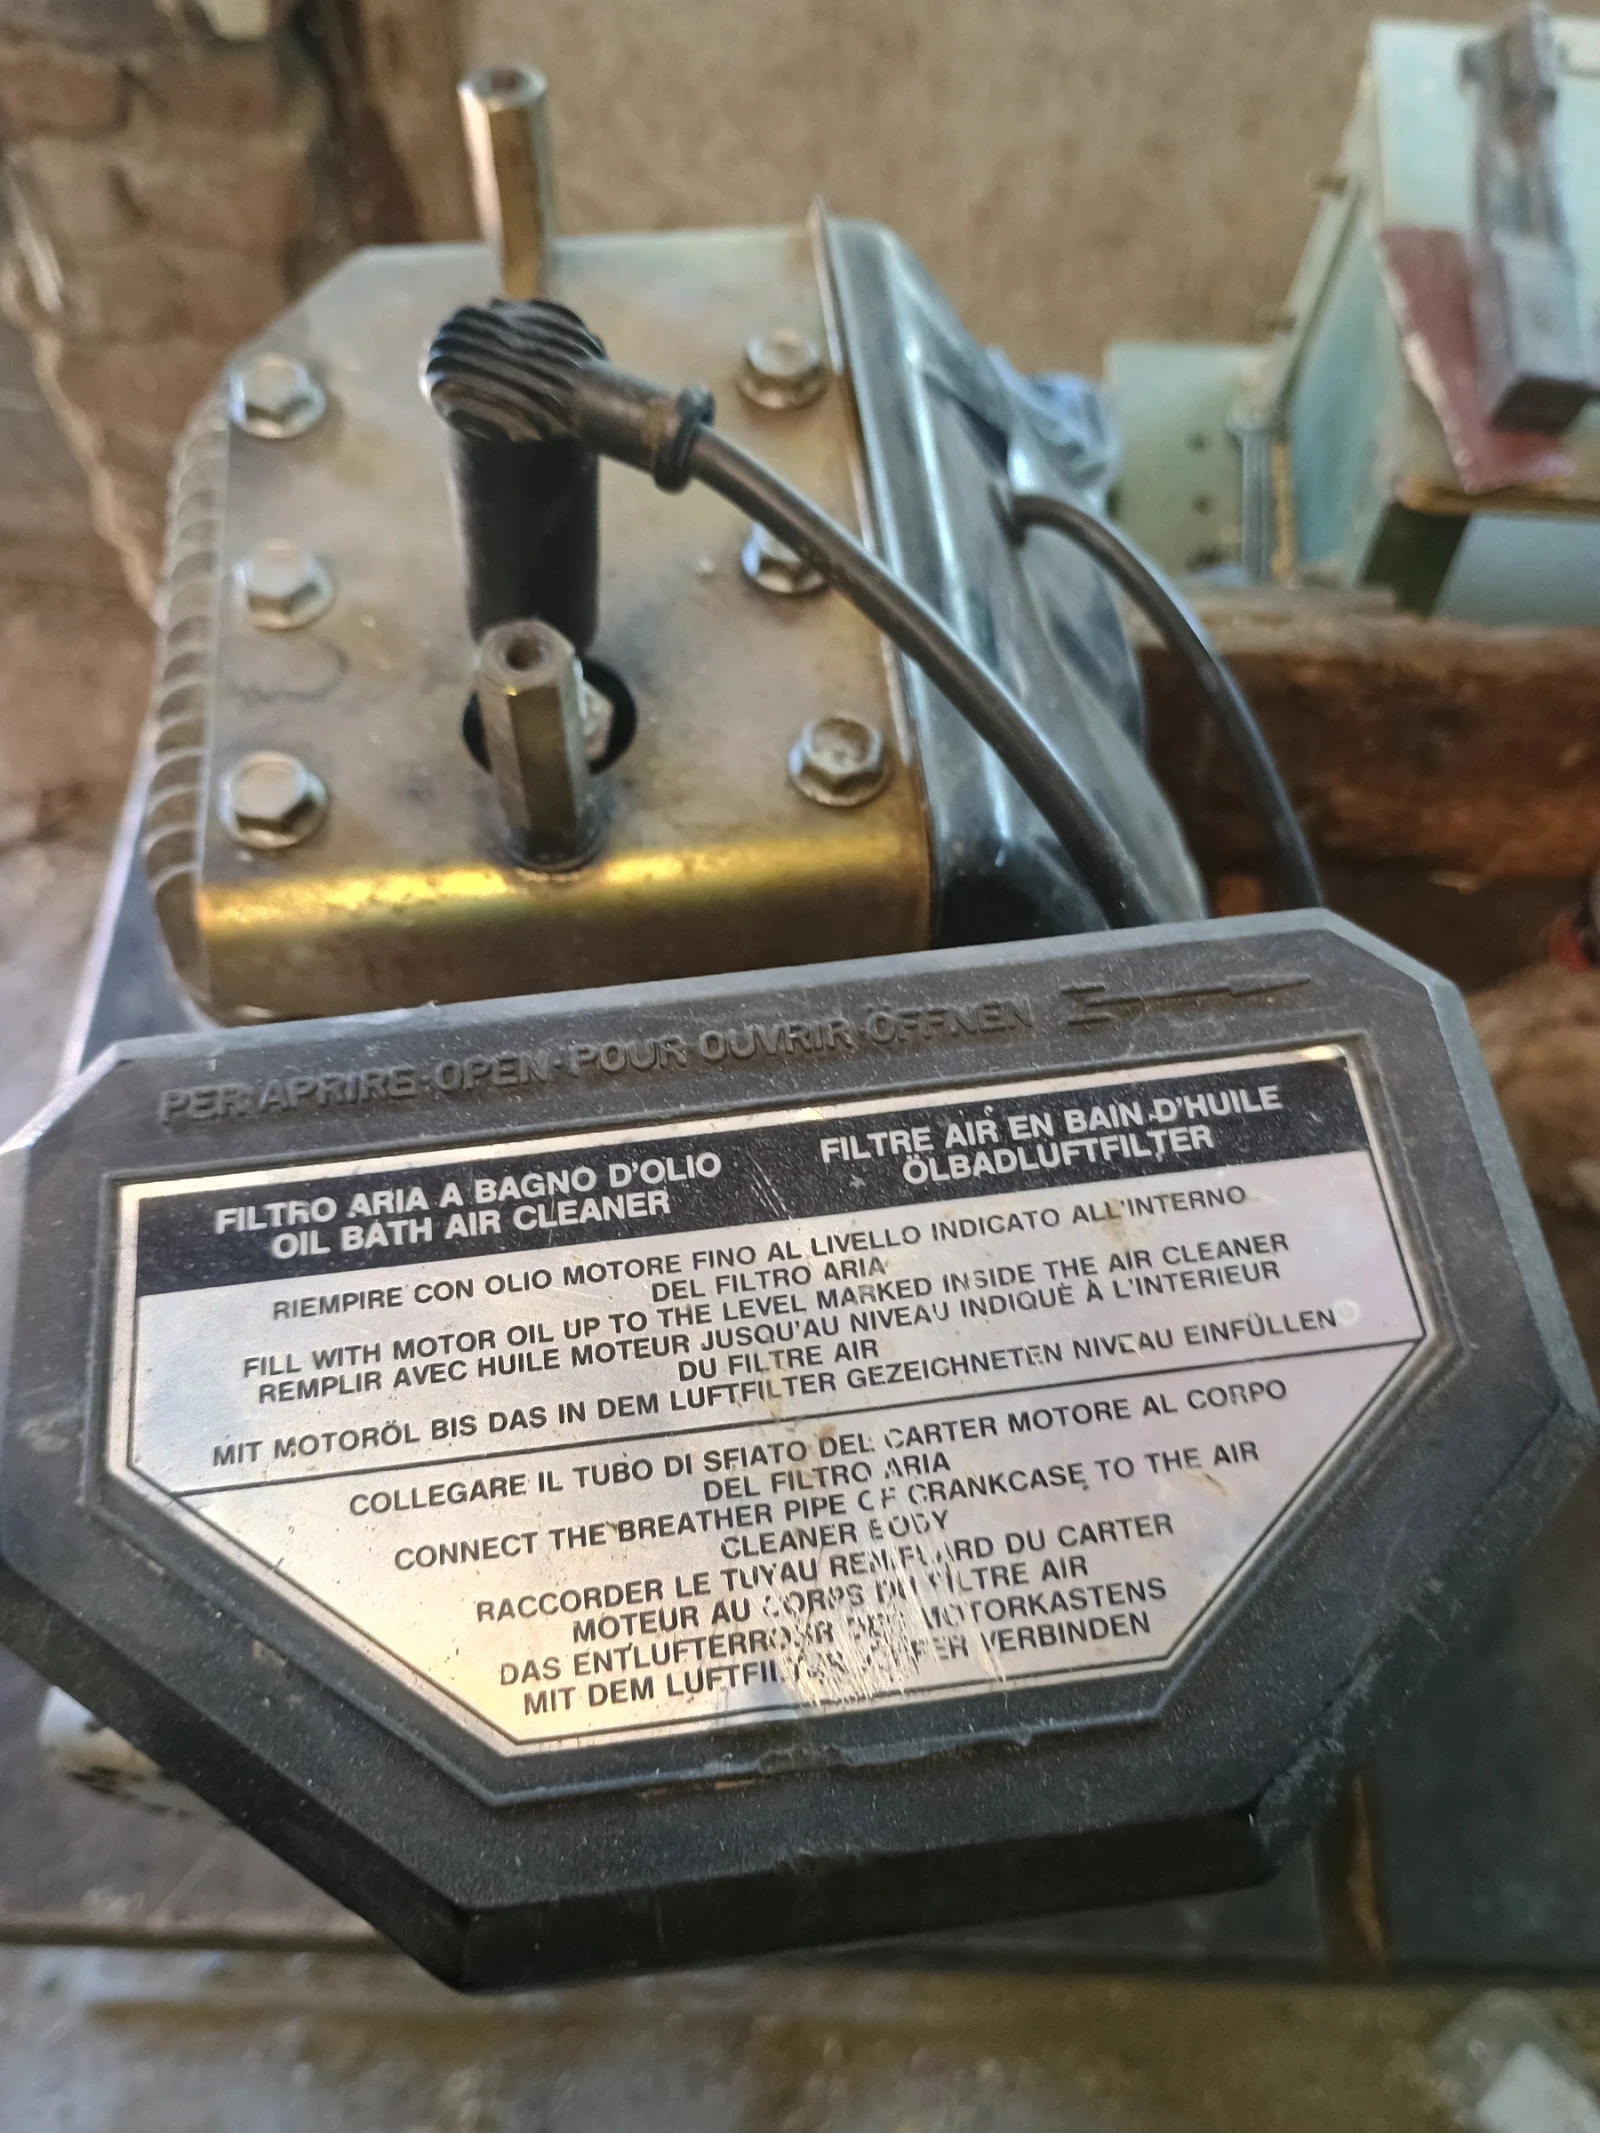 PER APRIRE-OPEN-POUR OUVRIR-ÖFFNEN
FILTRO ARIA A BAGNO D'OLIO
OIL BATH AIR CLEANER
FILTRE AIR EN BAIN D'HUILE
ÖLBADLUFTFILTER
RIEMPIRE CON OLIO MOTORE FINO AL LIVELLO INDICATO ALL'INTERNO
DEL FILTRO ARIA
FILL WITH MOTOR OIL UP TO THE LEVEL MARKED INSIDE THE AIR CLEANER
REMPLIR AVEC HUILE MOTEUR JUSQU'AU NIVEAU INDIQUÉ À L'INTERIEUR
DU FILTRE AIR
MIT MOTORÖL BIS DAS IN DEM LUFTFILTER GEZEICHNETEN NIVEAU EINFÜLLEN
COLLEGARE IL TUBO DI SFIATO DEL CARTER MOTORE AL CORPO
DEL FILTRO ARIA
CONNECT THE BREATHER PIPE OF CRANKCASE TO THE AIR
CLEANER BODY
RACCORDER LE TUYAU RENIFLARD DU CARTER
MOTEUR AU CORPS DU FILTRE AIR
DAS ENTLUFTERROHR DES MOTORKASTENS
MIT DEM VERBINDEN